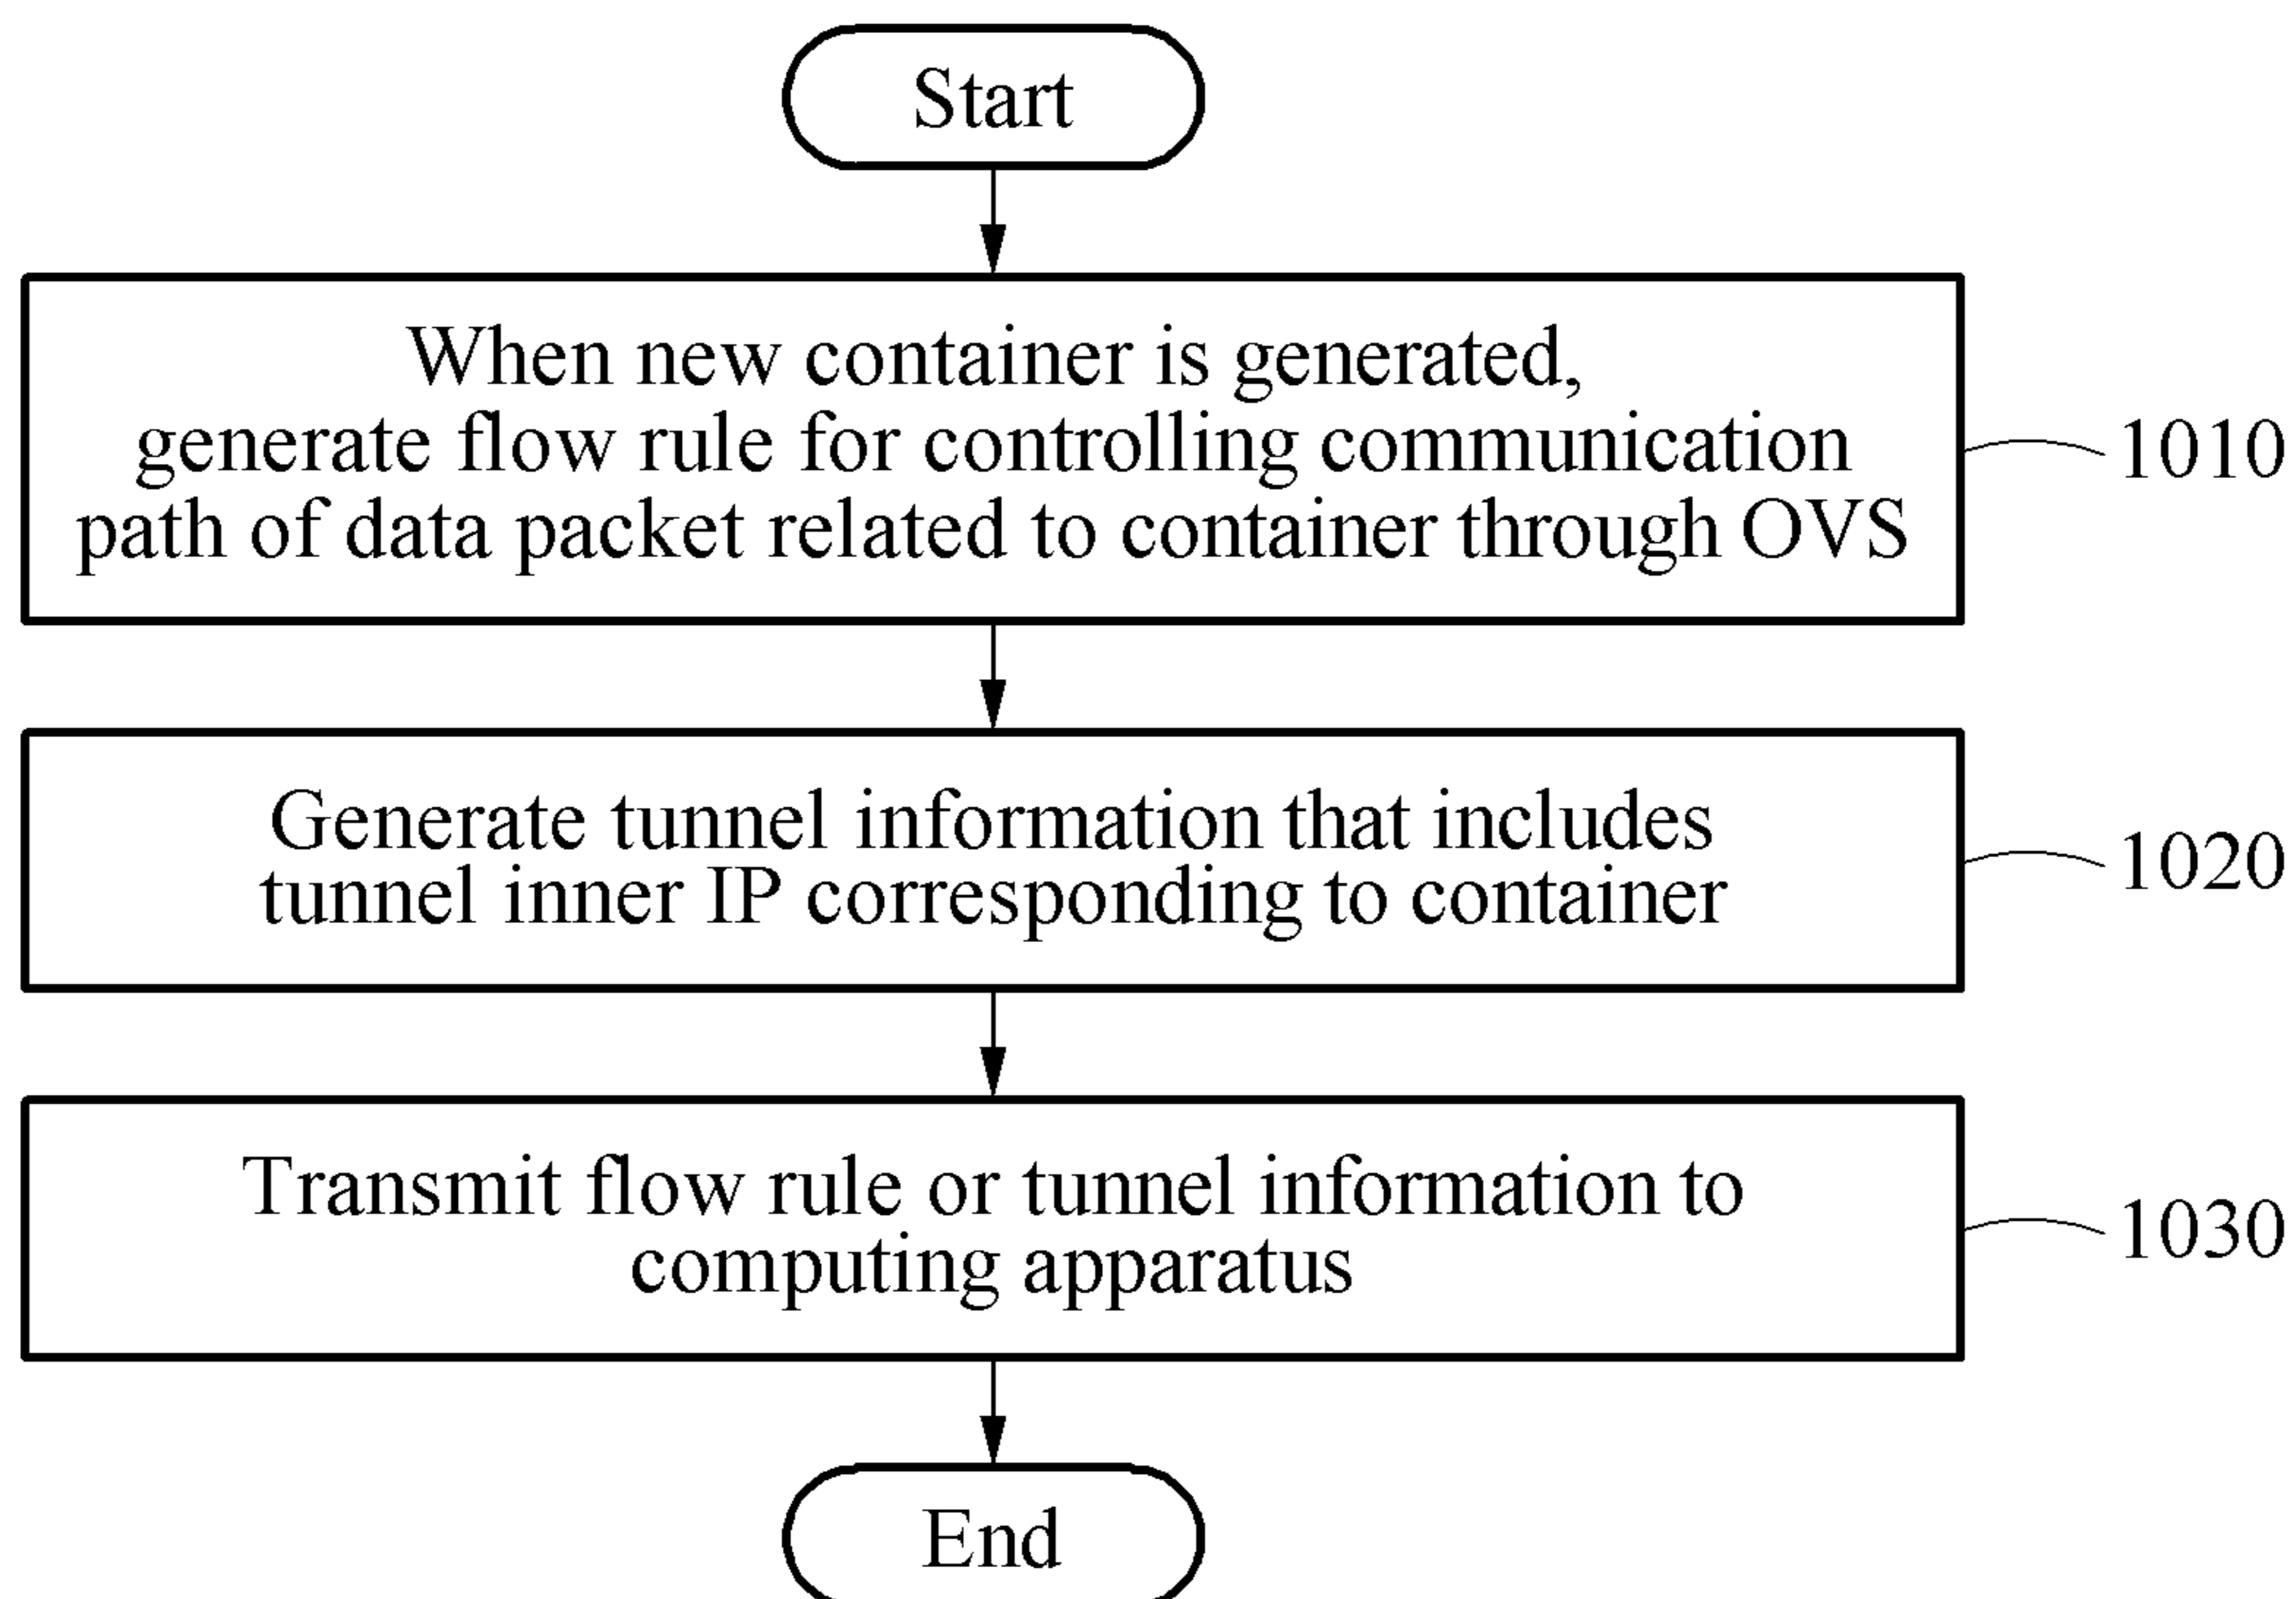 Start
When new container is generated,
generate flow rule for controlling communication
path of data packet related to container through OVS
1010
Generate tunnel information that includes
tunnel inner IP corresponding to container
1020
Transmit flow rule or tunnel information to
computing apparatus
1030
End